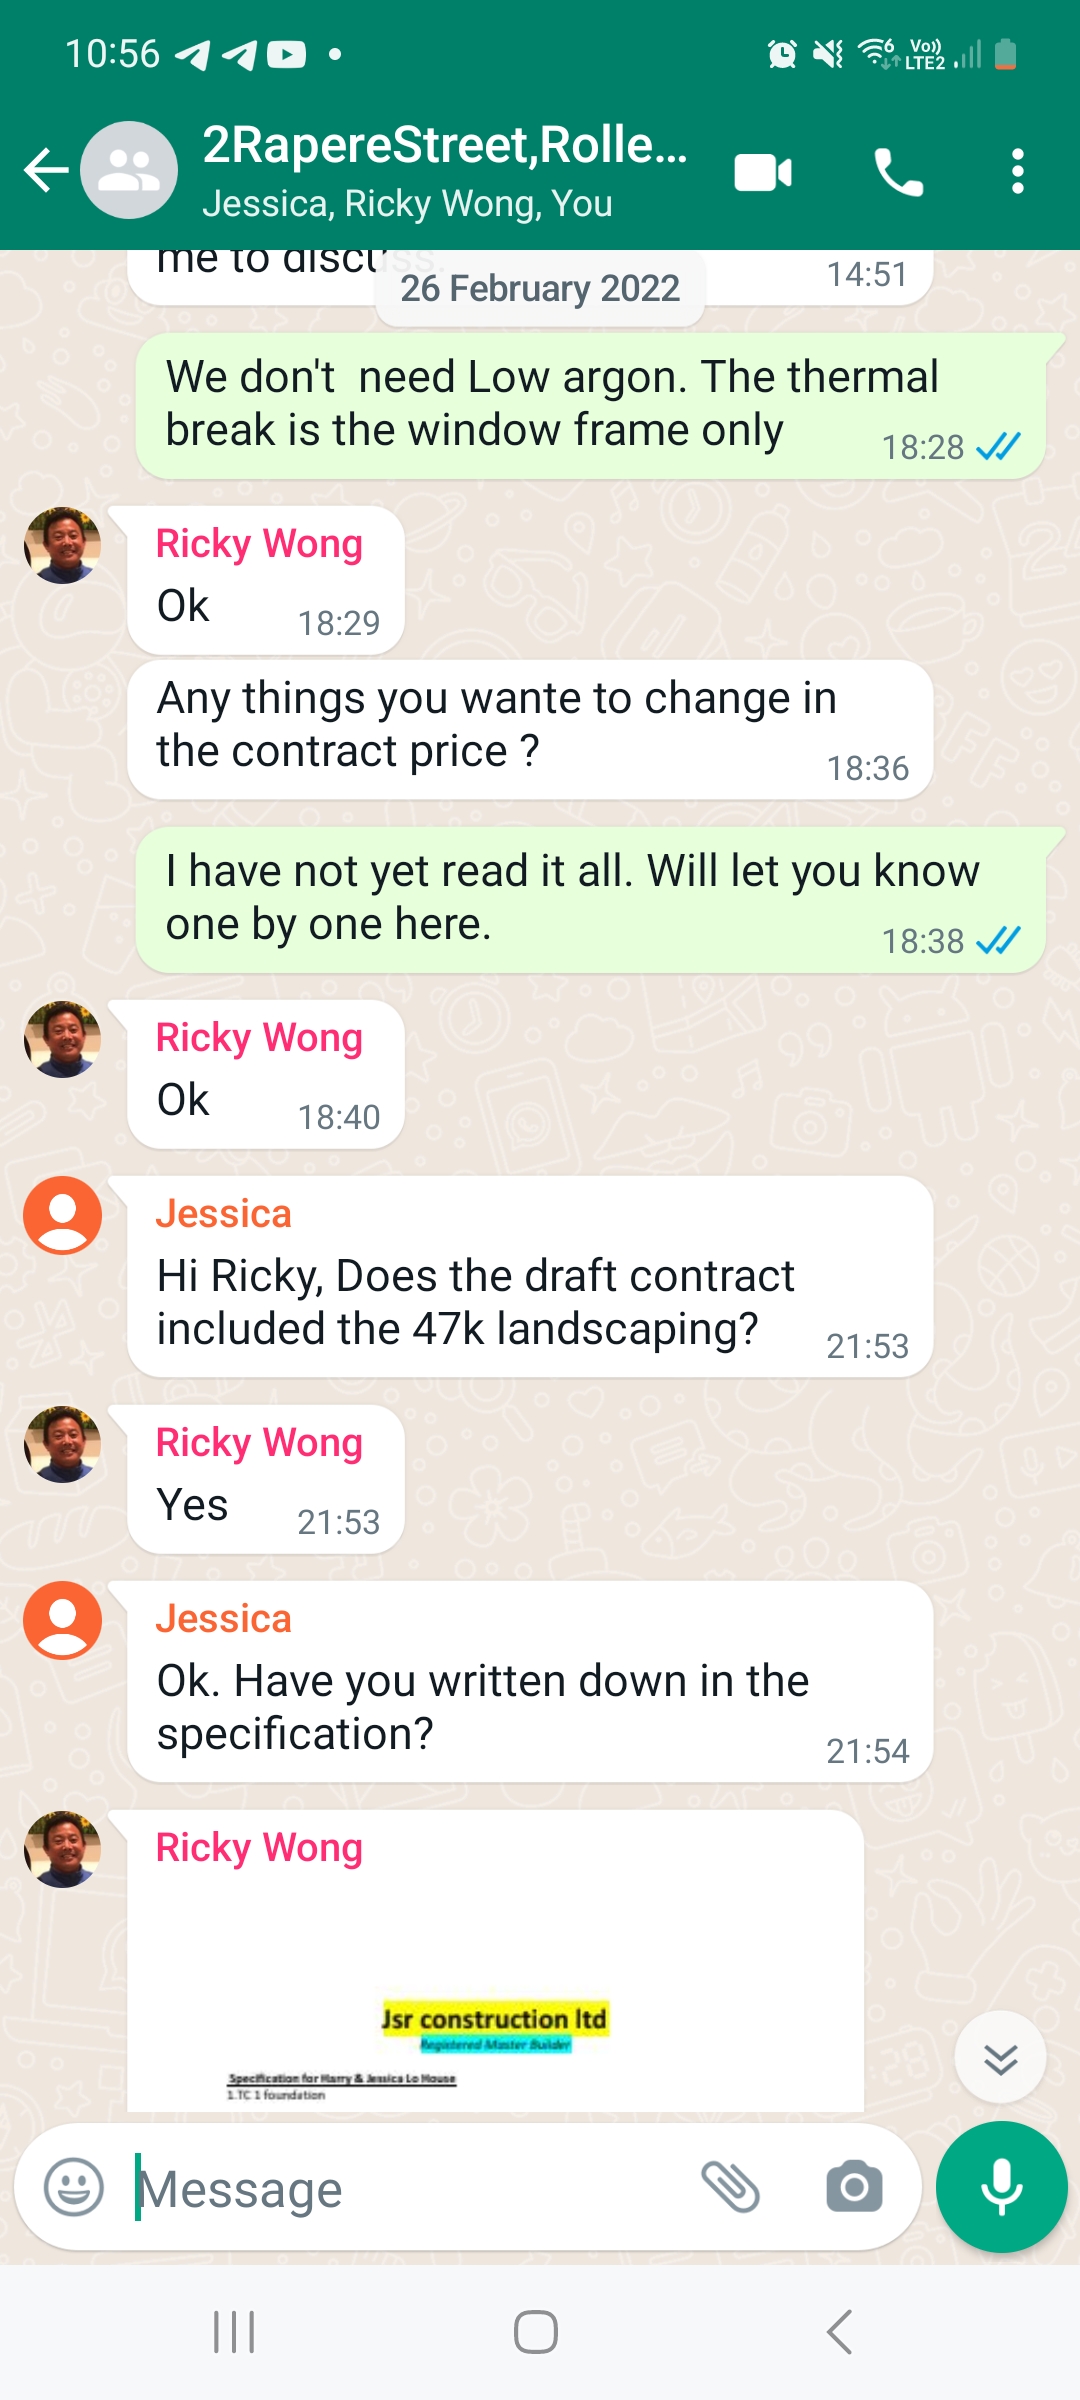 10:56
Vo))
LTE2
6
2RapereStreet,Rolle...
Jessica, Ricky Wong, You
me to discuss.
14:51
26 February 2022
We don't  need Low argon. The thermal
break is the window frame only
18:28
Ricky Wong
Ok
18:29
Any things you wante to change in
the contract price ?
18:36
I have not yet read it all. Will let you know
one by one here.
18:38
Ricky Wong
Ok
18:40
Jessica
Hi Ricky, Does the draft contract
included the 47k landscaping?
21:53
Ricky Wong
Yes
21:53
Jessica
Ok. Have you written down in the
specification?
21:54
Ricky Wong
Jsr construction ltd
Registered Master Builder
Specification for Harry & Jessica Lo House
1.TC 1 foundation
Message